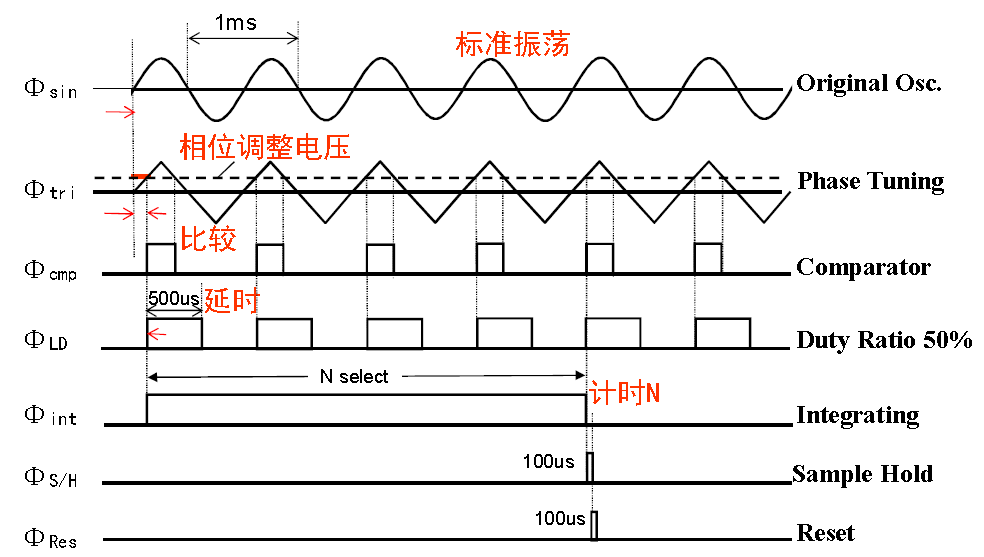 1ms
标准振荡
Φsin
Original Osc.
相位调整电压
Φtri
Phase Tuning
比较
Φcmp
Comparator
500us
延时
ΦLD
Duty Ratio 50%
N select
计时N
Φint
Integrating
100us
ΦS/H
Sample Hold
100us
ΦRes
Reset